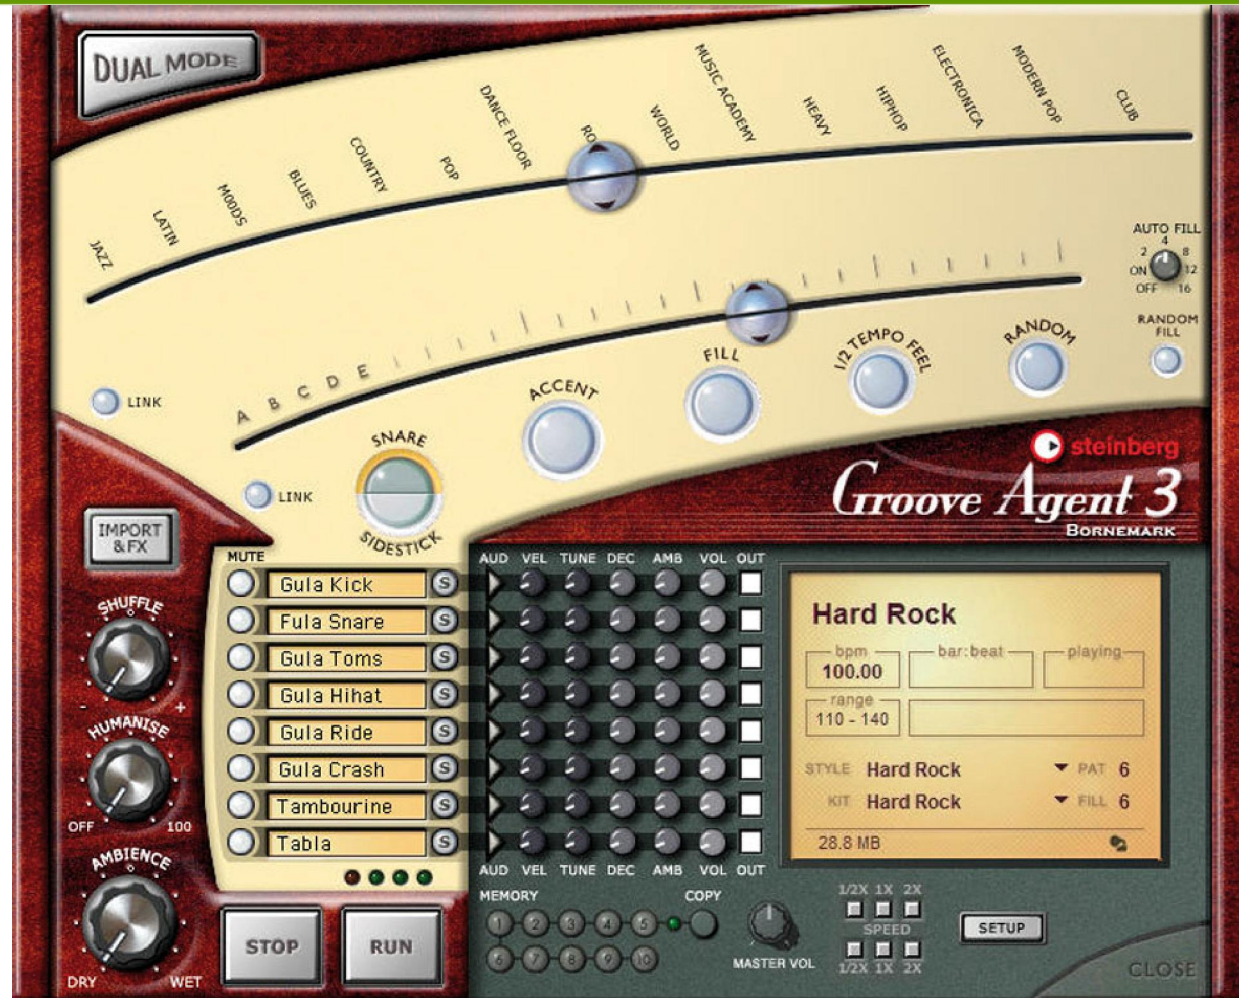 DUAL MODE
JAZZ
LATIN
MOODS
BLUES
COUNTRY
POP
DANCE FLOOR
WORLD
MUSIC ACADEMY
HEAVY
HIPHOP
ELECTRONICA
MODERN POP
CLUB
AUTO FILL
4
2 8
ON 12
OFF 16
RANDOM
FILL
A B C D E
LINK
LINK
SNARE
SIDESTICK
ACCENT
FILL
1/2 TEMPO FEEL
RANDOM
steinberg
Groove Agent 3
BORNEMARK
IMPORT
& FX
SHUFFLE
- +
HUMANISE
OFF 100
AMBIENCE
DRY WET
MUTE
AUD VEL TUNE DEC AMB VOL OUT
Gula Kick S
Fula Snare S
Gula Toms S
Gula Hihat S
Gula Ride S
Gula Crash S
Tambourine S
Tabla S
AUD VEL TUNE DEC AMB VOL OUT
Hard Rock
bpm bar:beat playing
100.00
range
110 - 140
STYLE Hard Rock PAT 6
KIT Hard Rock FILL 6
28.8 MB
STOP
RUN
MEMORY COPY
1 2 3 4 5
6 7 8 9 10
MASTER VOL
1/2X 1X 2X
SPEED
1/2X 1X 2X
SETUP
CLOSE